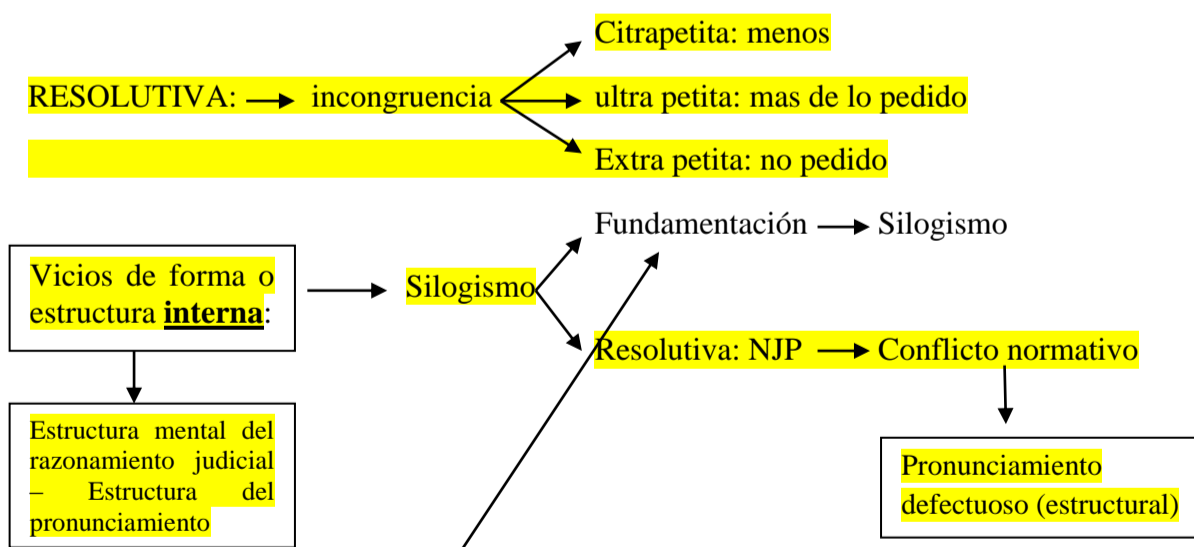 Citrapetita: menos
RESOLUTIVA: incongruencia ultra petita: mas de lo pedido
Extra petita: no pedido
Fundamentación Silogismo
Vicios de forma o
estructura interna:
Silogismo
Resolutiva: NJP Conflicto normativo
Estructura mental del
razonamiento judicial
– Estructura del
pronunciamiento
Pronunciamiento
defectuoso (estructural)